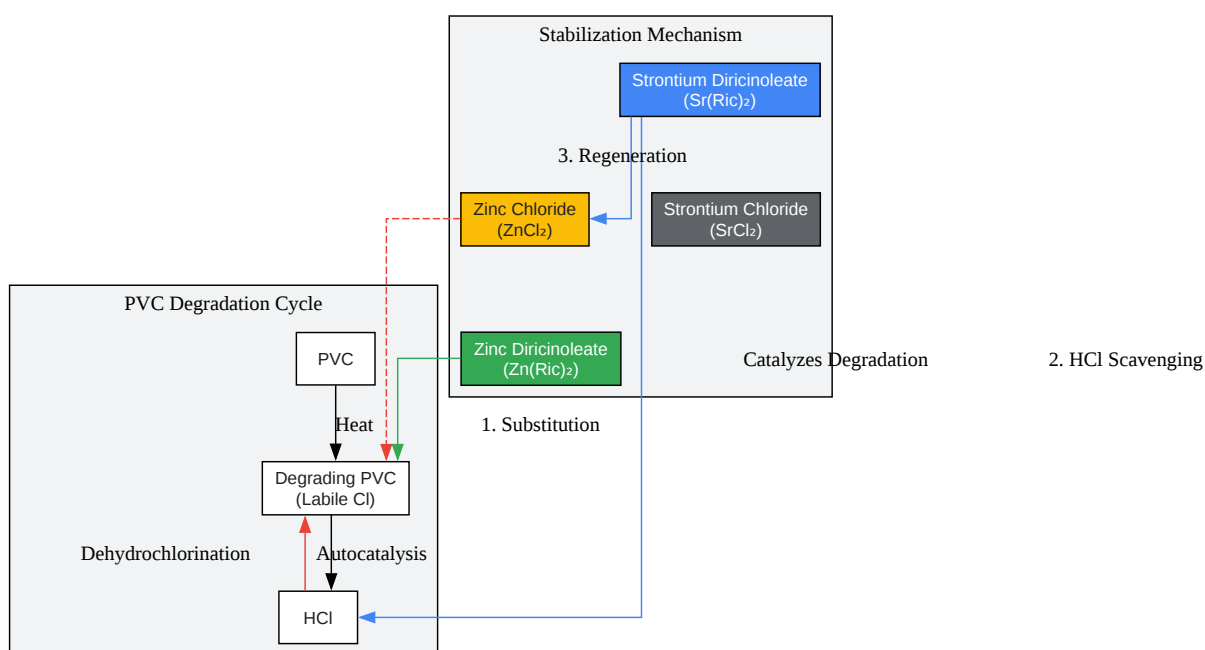 Stabilization Mechanism
Strontium Diricinoleate
(Sr(Ric)₂)
3. Regeneration
Zinc Chloride
(ZnCl₂)
Strontium Chloride
(SrCl₂)
PVC Degradation Cycle
PVC
Zinc Diricinoleate
(Zn(Ric)₂)
Catalyzes Degradation
2. HCl Scavenging
Heat
1. Substitution
Degrading PVC
(Labile Cl)
Dehydrochlorination
Autocatalysis
HCl